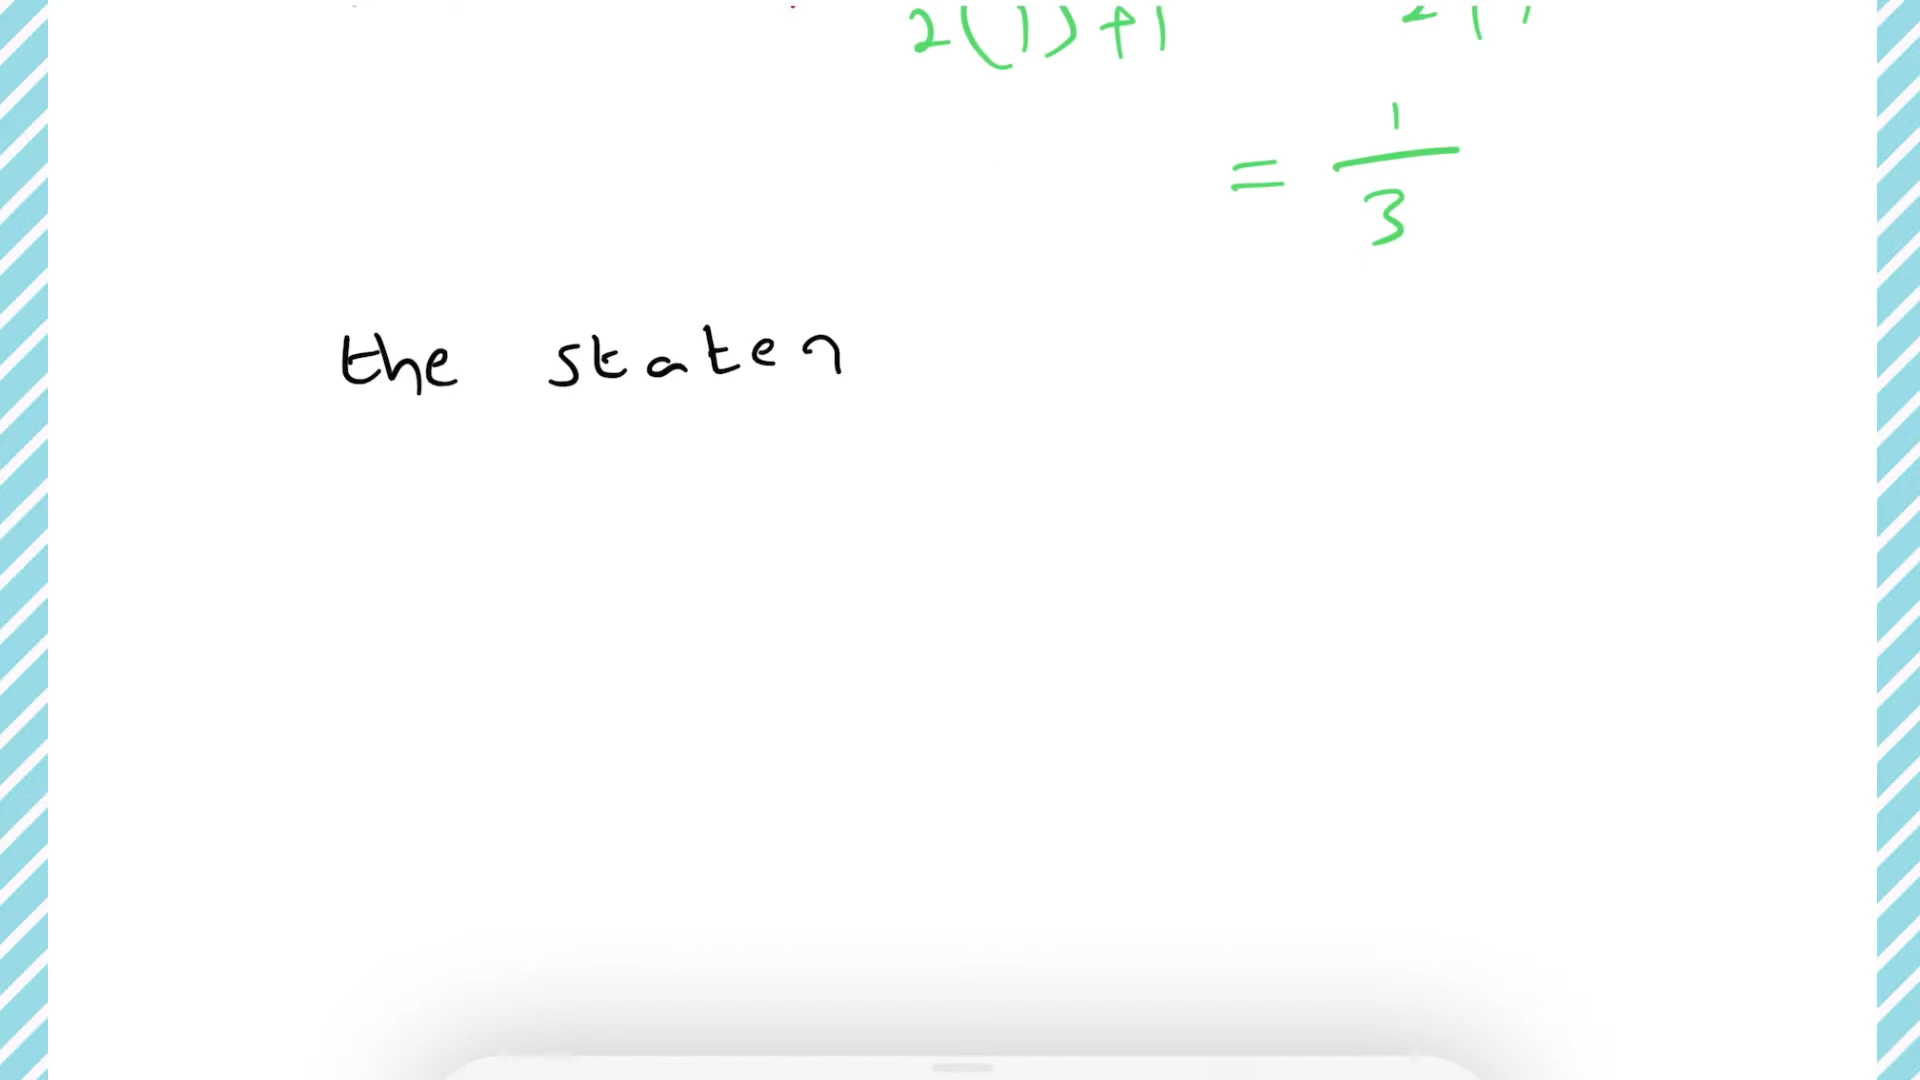 2(1)+1
= 1/3
the staten